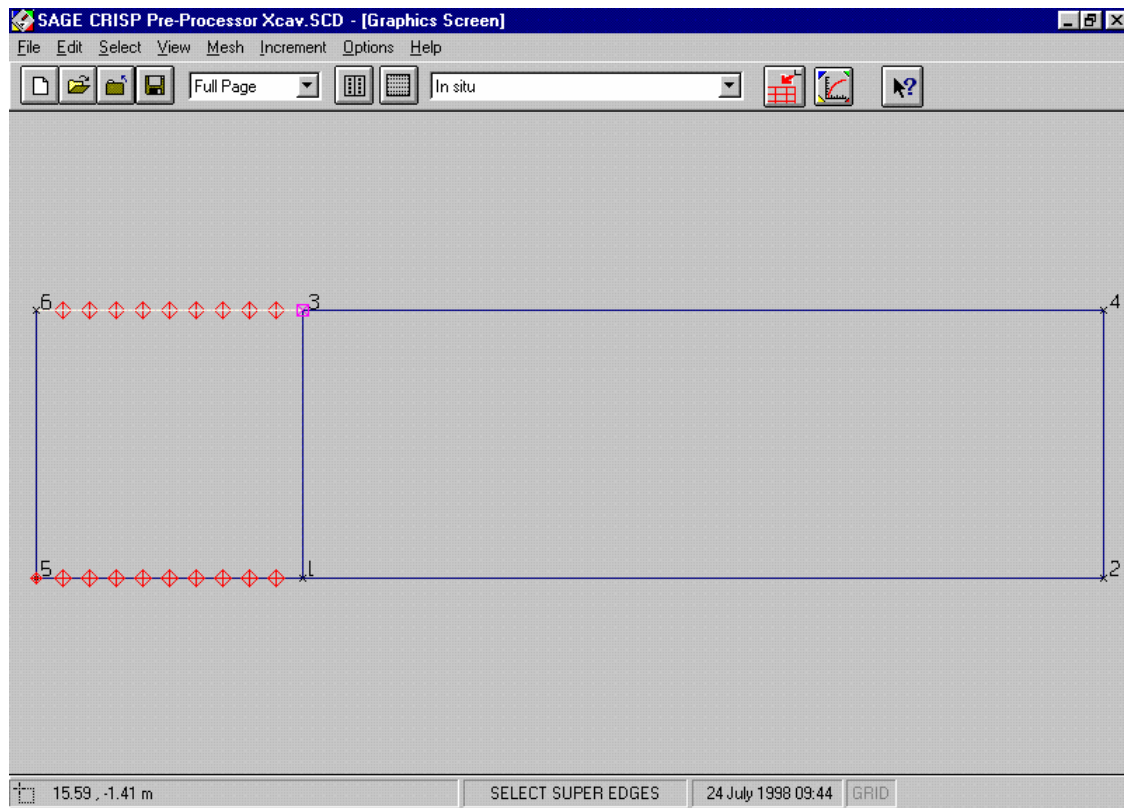 SAGE CRISP Pre-Processor Xcav.SCD - [Graphics Screen]
File Edit Select View Mesh Increment Options Help
Full Page In situ ?
6 3 4
5 1 2
15.59 , -1.41 m SELECT SUPER EDGES 24 July 1998 09:44 GRID